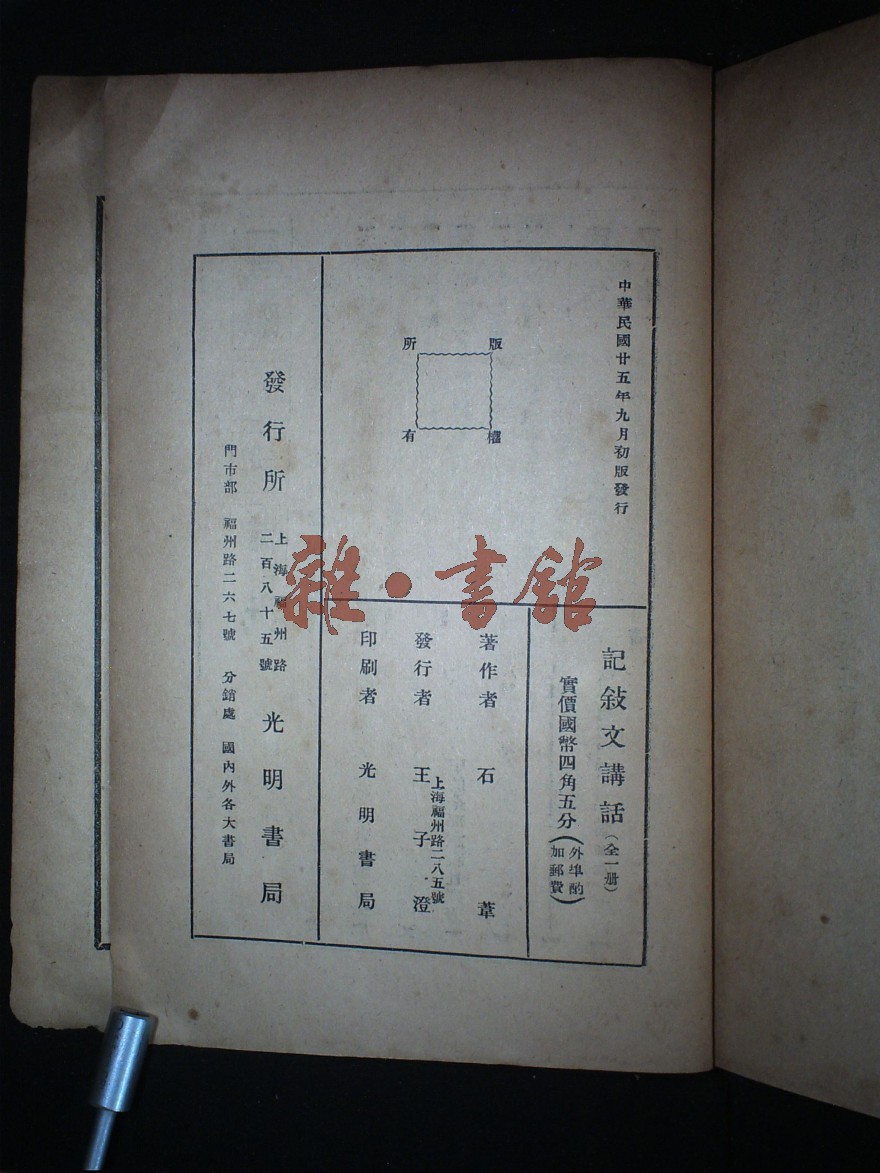 中華民國廿五年九月初版發行
版權所有
記敍文講話（全一册）
實價國幣四角五分（外埠酌加郵費）
著作者 石葦
發行者 王子澄
上海福州路二八五號
印刷者 光明書局
發行所 上海福州路二百八十五號 光明書局
門市部 福州路二六七號 分銷處 國內外各大書局
雜·書館